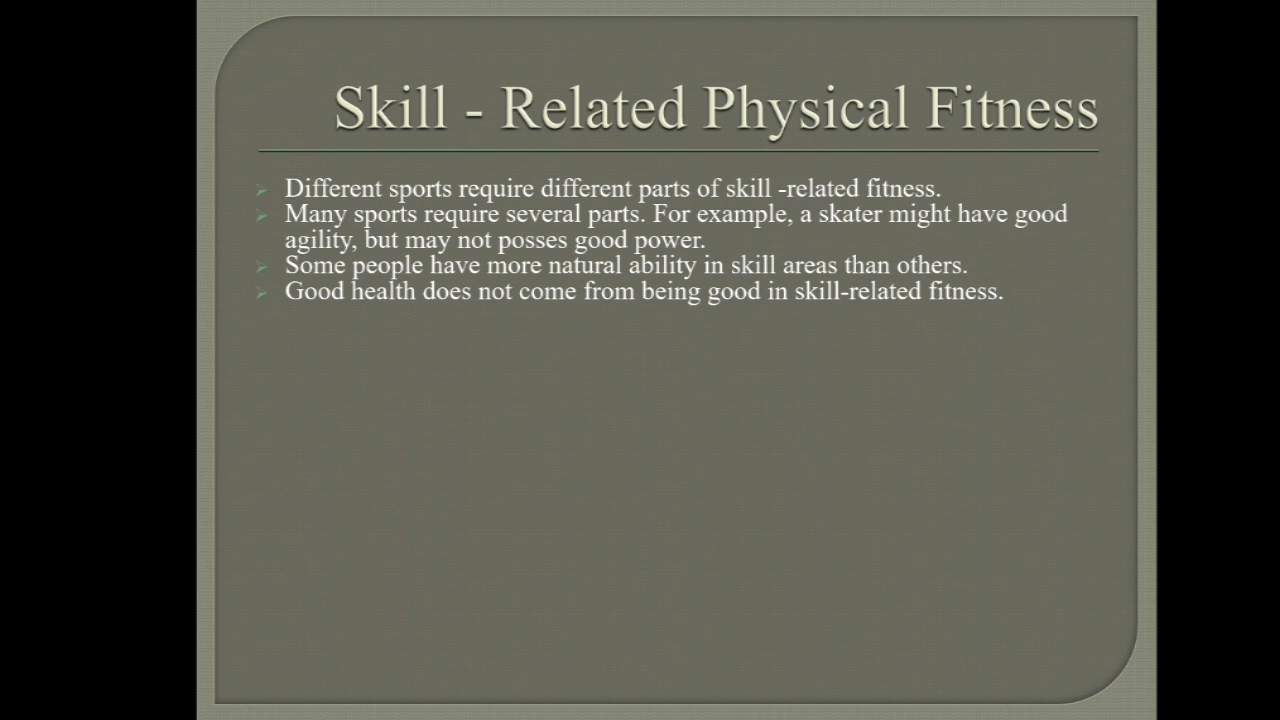 Skill - Related Physical Fitness
Different sports require different parts of skill -related fitness.
Many sports require several parts. For example, a skater might have good
agility, but may not posses good power.
Some people have more natural ability in skill areas than others.
Good health does not come from being good in skill-related fitness.